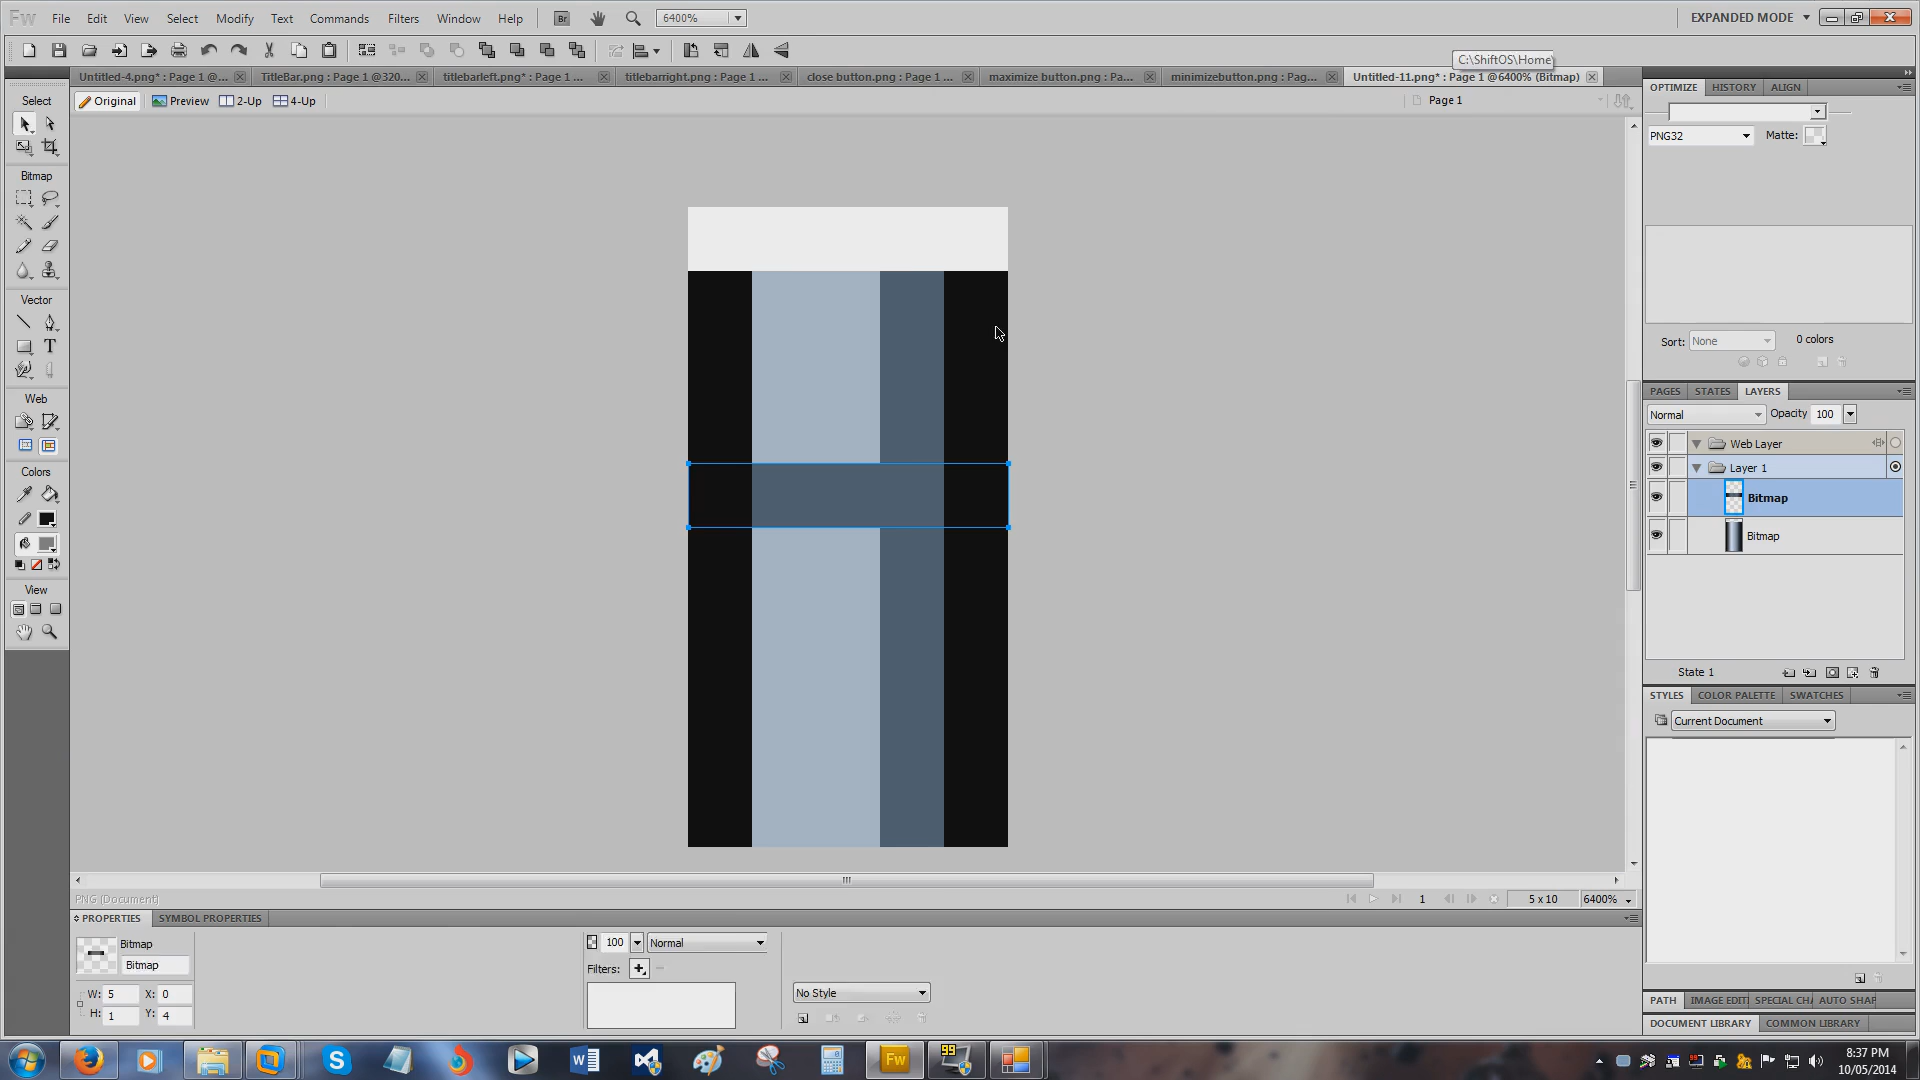 Fw File Edit View Select Modify Text Commands Filters Window Help Br 6400% EXPANDED MODE
C:\ShiftOS\Home
Untitled-4.png* : Page 1 @... TitleBar.png : Page 1 @320... titlebarleft.png* : Page 1 ... titlebarright.png : Page 1 ... close button.png : Page 1 ... maximize button.png : Pa... minimizebutton.png : Pag... Untitled-11.png* : Page 1 @6400% (Bitmap)
Original Preview 2-Up 4-Up Page 1
Select
Bitmap
Vector
T
Web
Colors
View
OPTIMIZE HISTORY ALIGN
PNG32 Matte:
Sort: None 0 colors
PAGES STATES LAYERS
Normal Opacity 100
Web Layer
Layer 1
Bitmap
Bitmap
State 1
STYLES COLOR PALETTE SWATCHES
Current Document
PATH IMAGE EDITI SPECIAL CHA AUTO SHAP
DOCUMENT LIBRARY COMMON LIBRARY
PNG (Document) 1 5 x 10 6400%
PROPERTIES SYMBOL PROPERTIES
Bitmap
Bitmap
W: 5 X: 0
H: 1 Y: 4
100 Normal
Filters:
No Style
W Fw 99
8:37 PM
10/05/2014